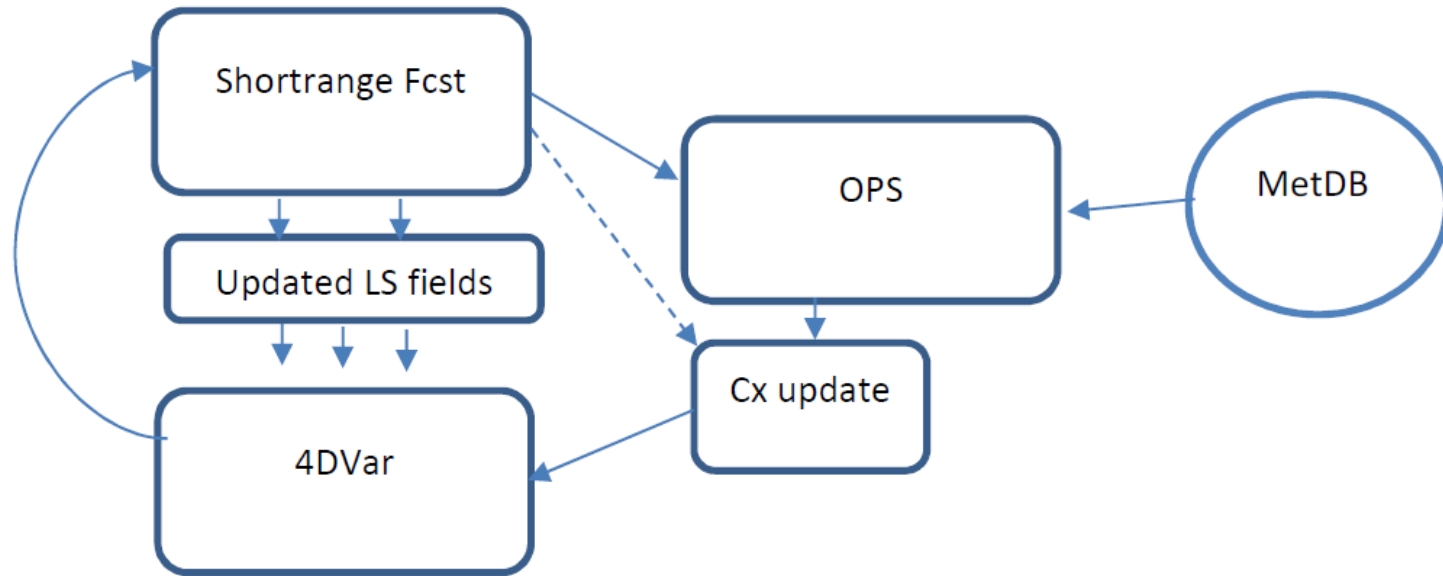 Shortrange Fcst
OPS
MetDB
Updated LS fields
Cx update
4DVar